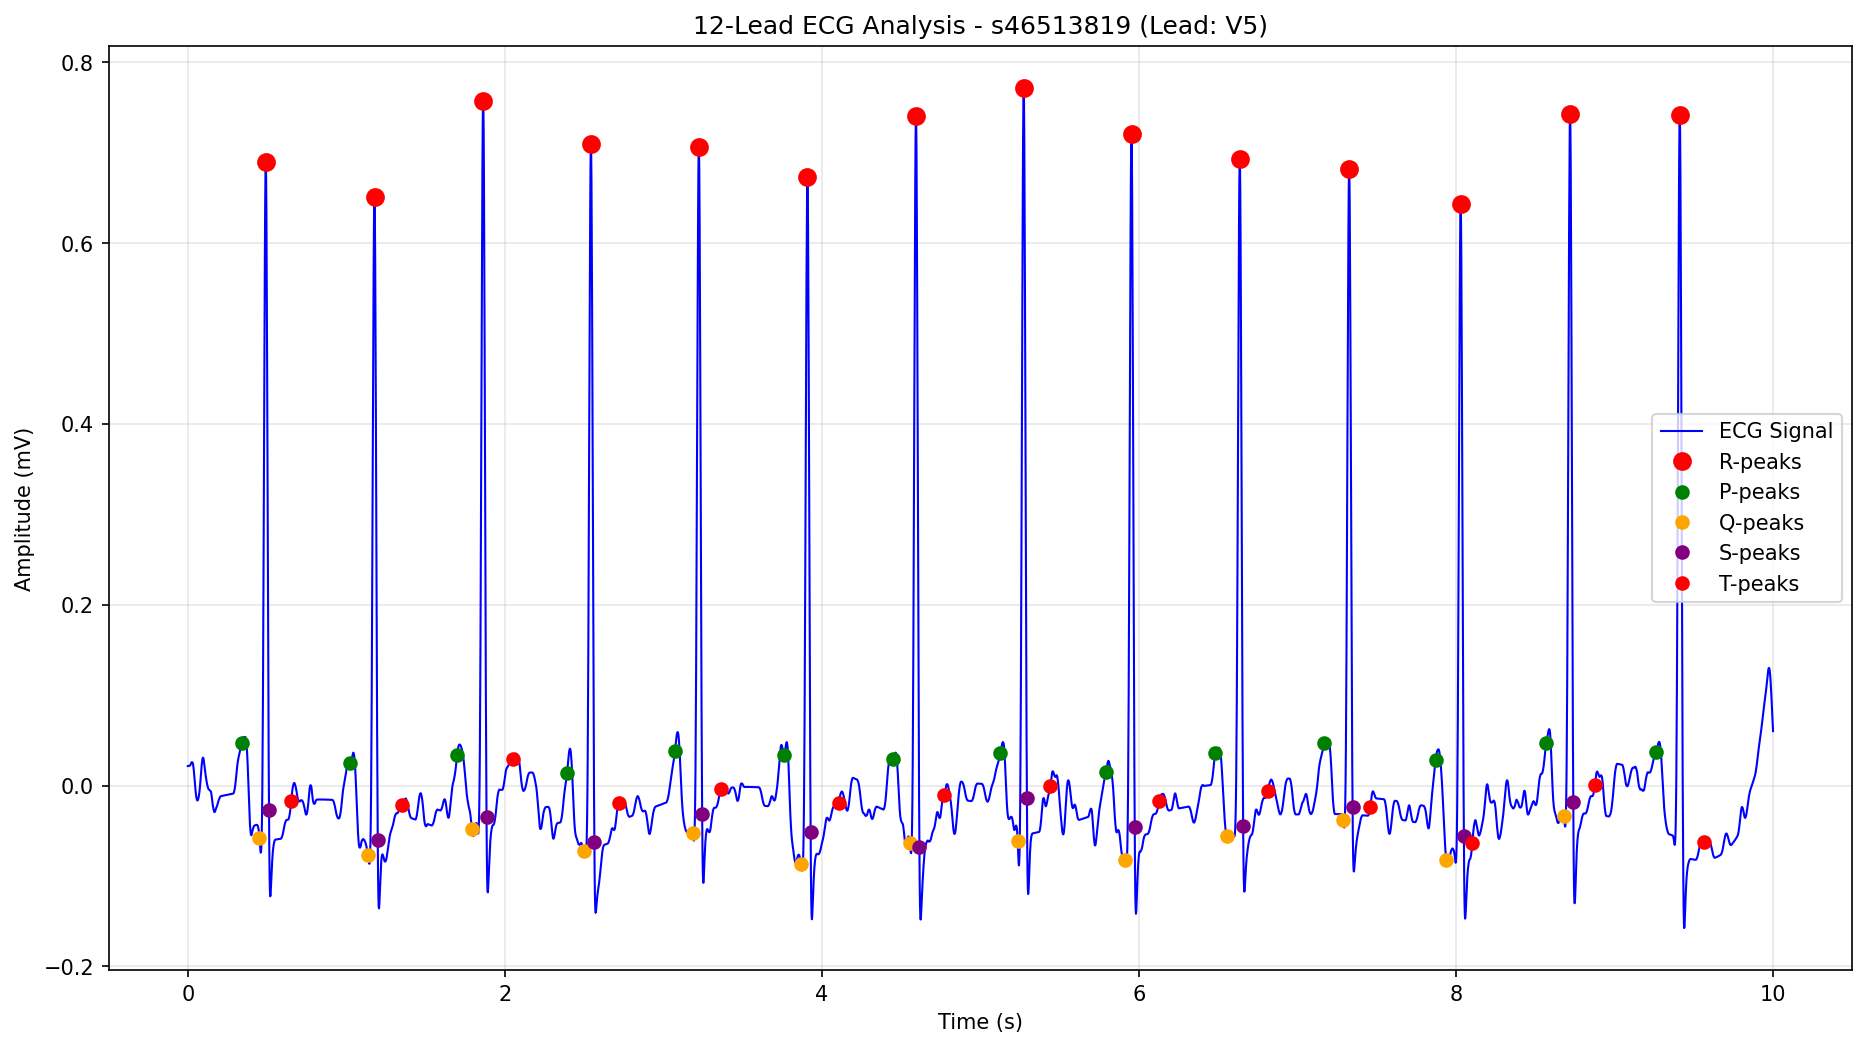 12-Lead ECG Analysis - s46513819 (Lead: V5)
Amplitude (mV)
0.8
0.6
0.4
0.2
0.0
−0.2
ECG Signal
R-peaks
P-peaks
Q-peaks
S-peaks
T-peaks
0 2 4 6 8 10
Time (s)